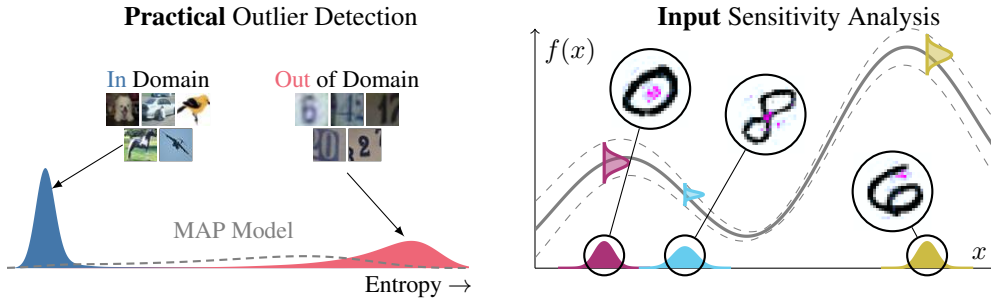 Practical Outlier Detection
In Domain
Out of Domain
MAP Model
Entropy →
Input Sensitivity Analysis
f(x)
x